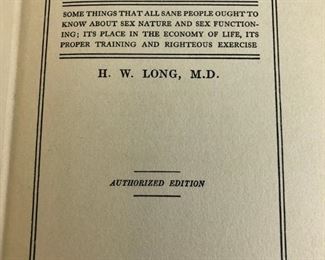 SOME THINGS THAT ALL SANE PEOPLE OUGHT TO
KNOW ABOUT SEX NATURE AND SEX FUNCTION-
ING; ITS PLACE IN THE ECONOMY OF LIFE, ITS
PROPER TRAINING AND RIGHTEOUS EXERCISE
H. W. LONG, M.D.
AUTHORIZED EDITION